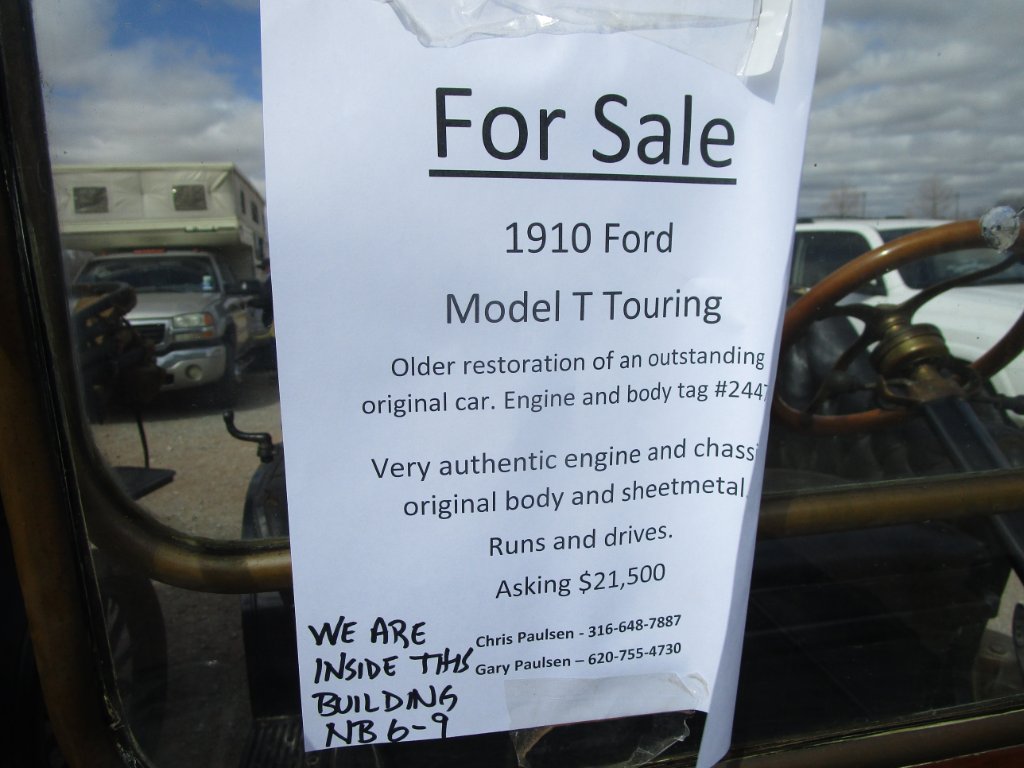 For Sale
1910 Ford
Model T Touring
Older restoration of an outstanding
original car. Engine and body tag #2447
Very authentic engine and chassi
original body and sheetmetal.
Runs and drives.
Asking $21,500
Chris Paulsen - 316-648-7887
Gary Paulsen – 620-755-4730
WE ARE
INSIDE THIS
BUILDING
NB 6-9